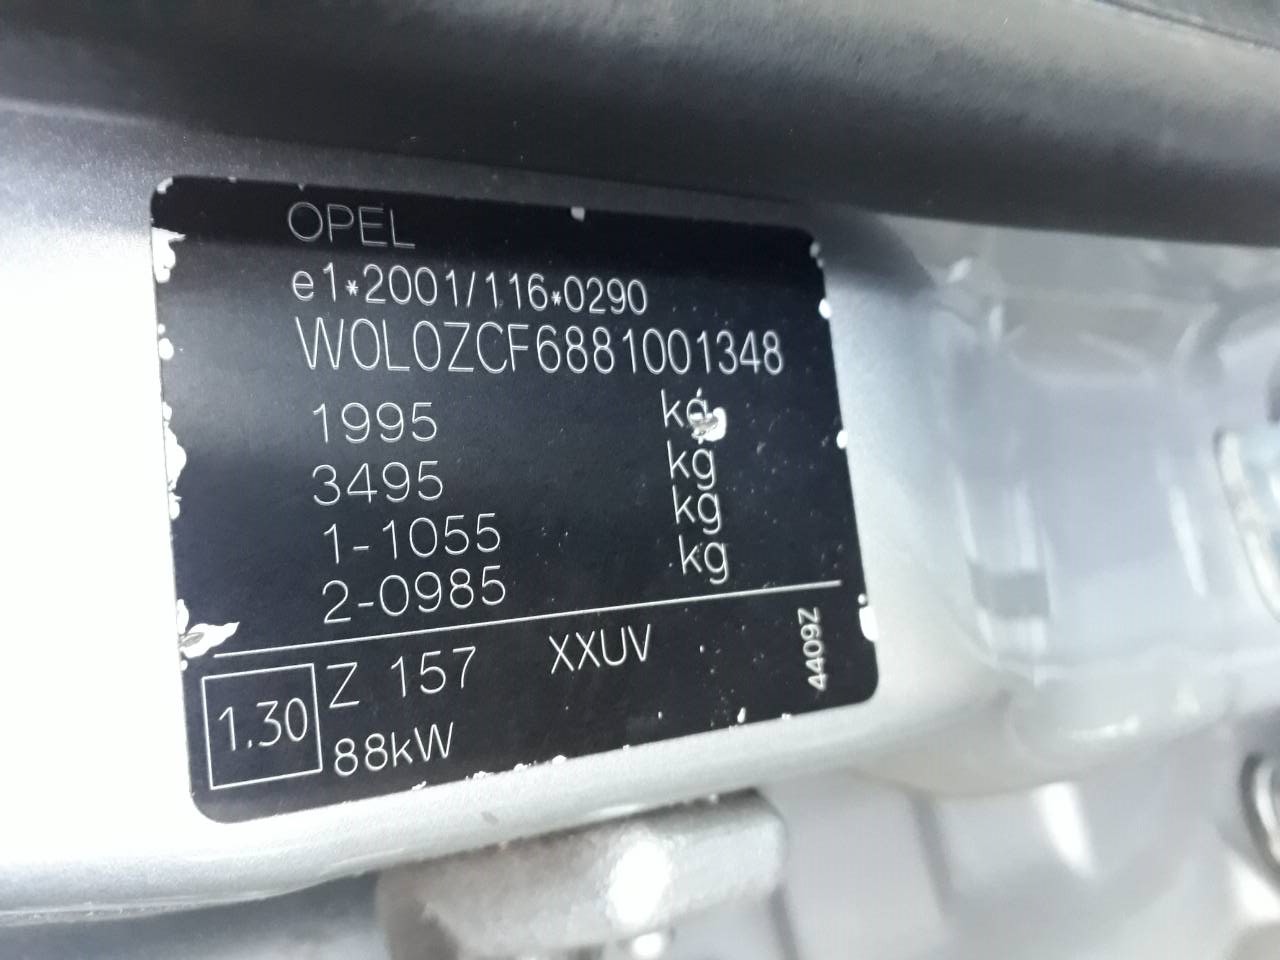 OPEL
e1*2001/116*0290
W0L0ZCF6881001348
1995 kg
3495 kg
1-1055 kg
2-0985 kg
1.30 Z 157 XXUV
88kW
4409Z